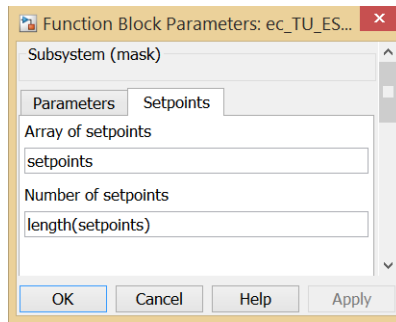 Function Block Parameters: ec_TU_ES...
Subsystem (mask)
Parameters Setpoints
Array of setpoints
setpoints
Number of setpoints
length(setpoints)
OK Cancel Help Apply